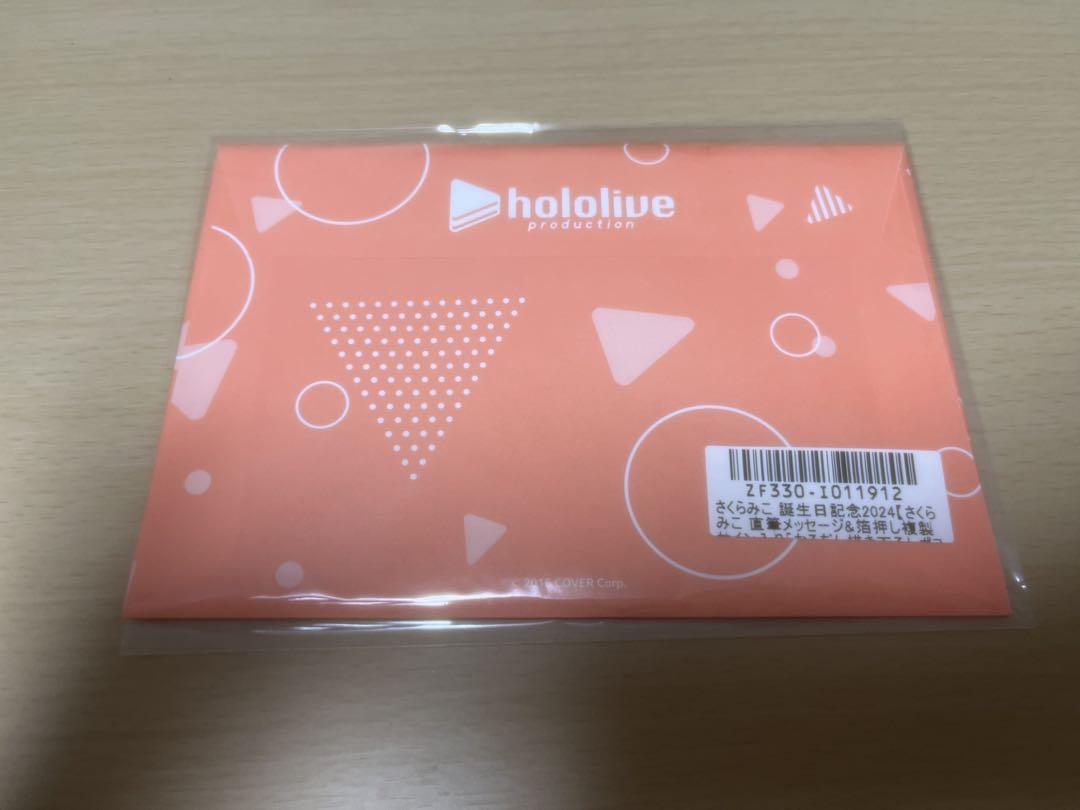 hololive
production
ZF330-I011912
さくらみこ 誕生日記念2024【さくら
みこ 直筆メッセージ&箔押し複製
© 2016 COVER Corp.